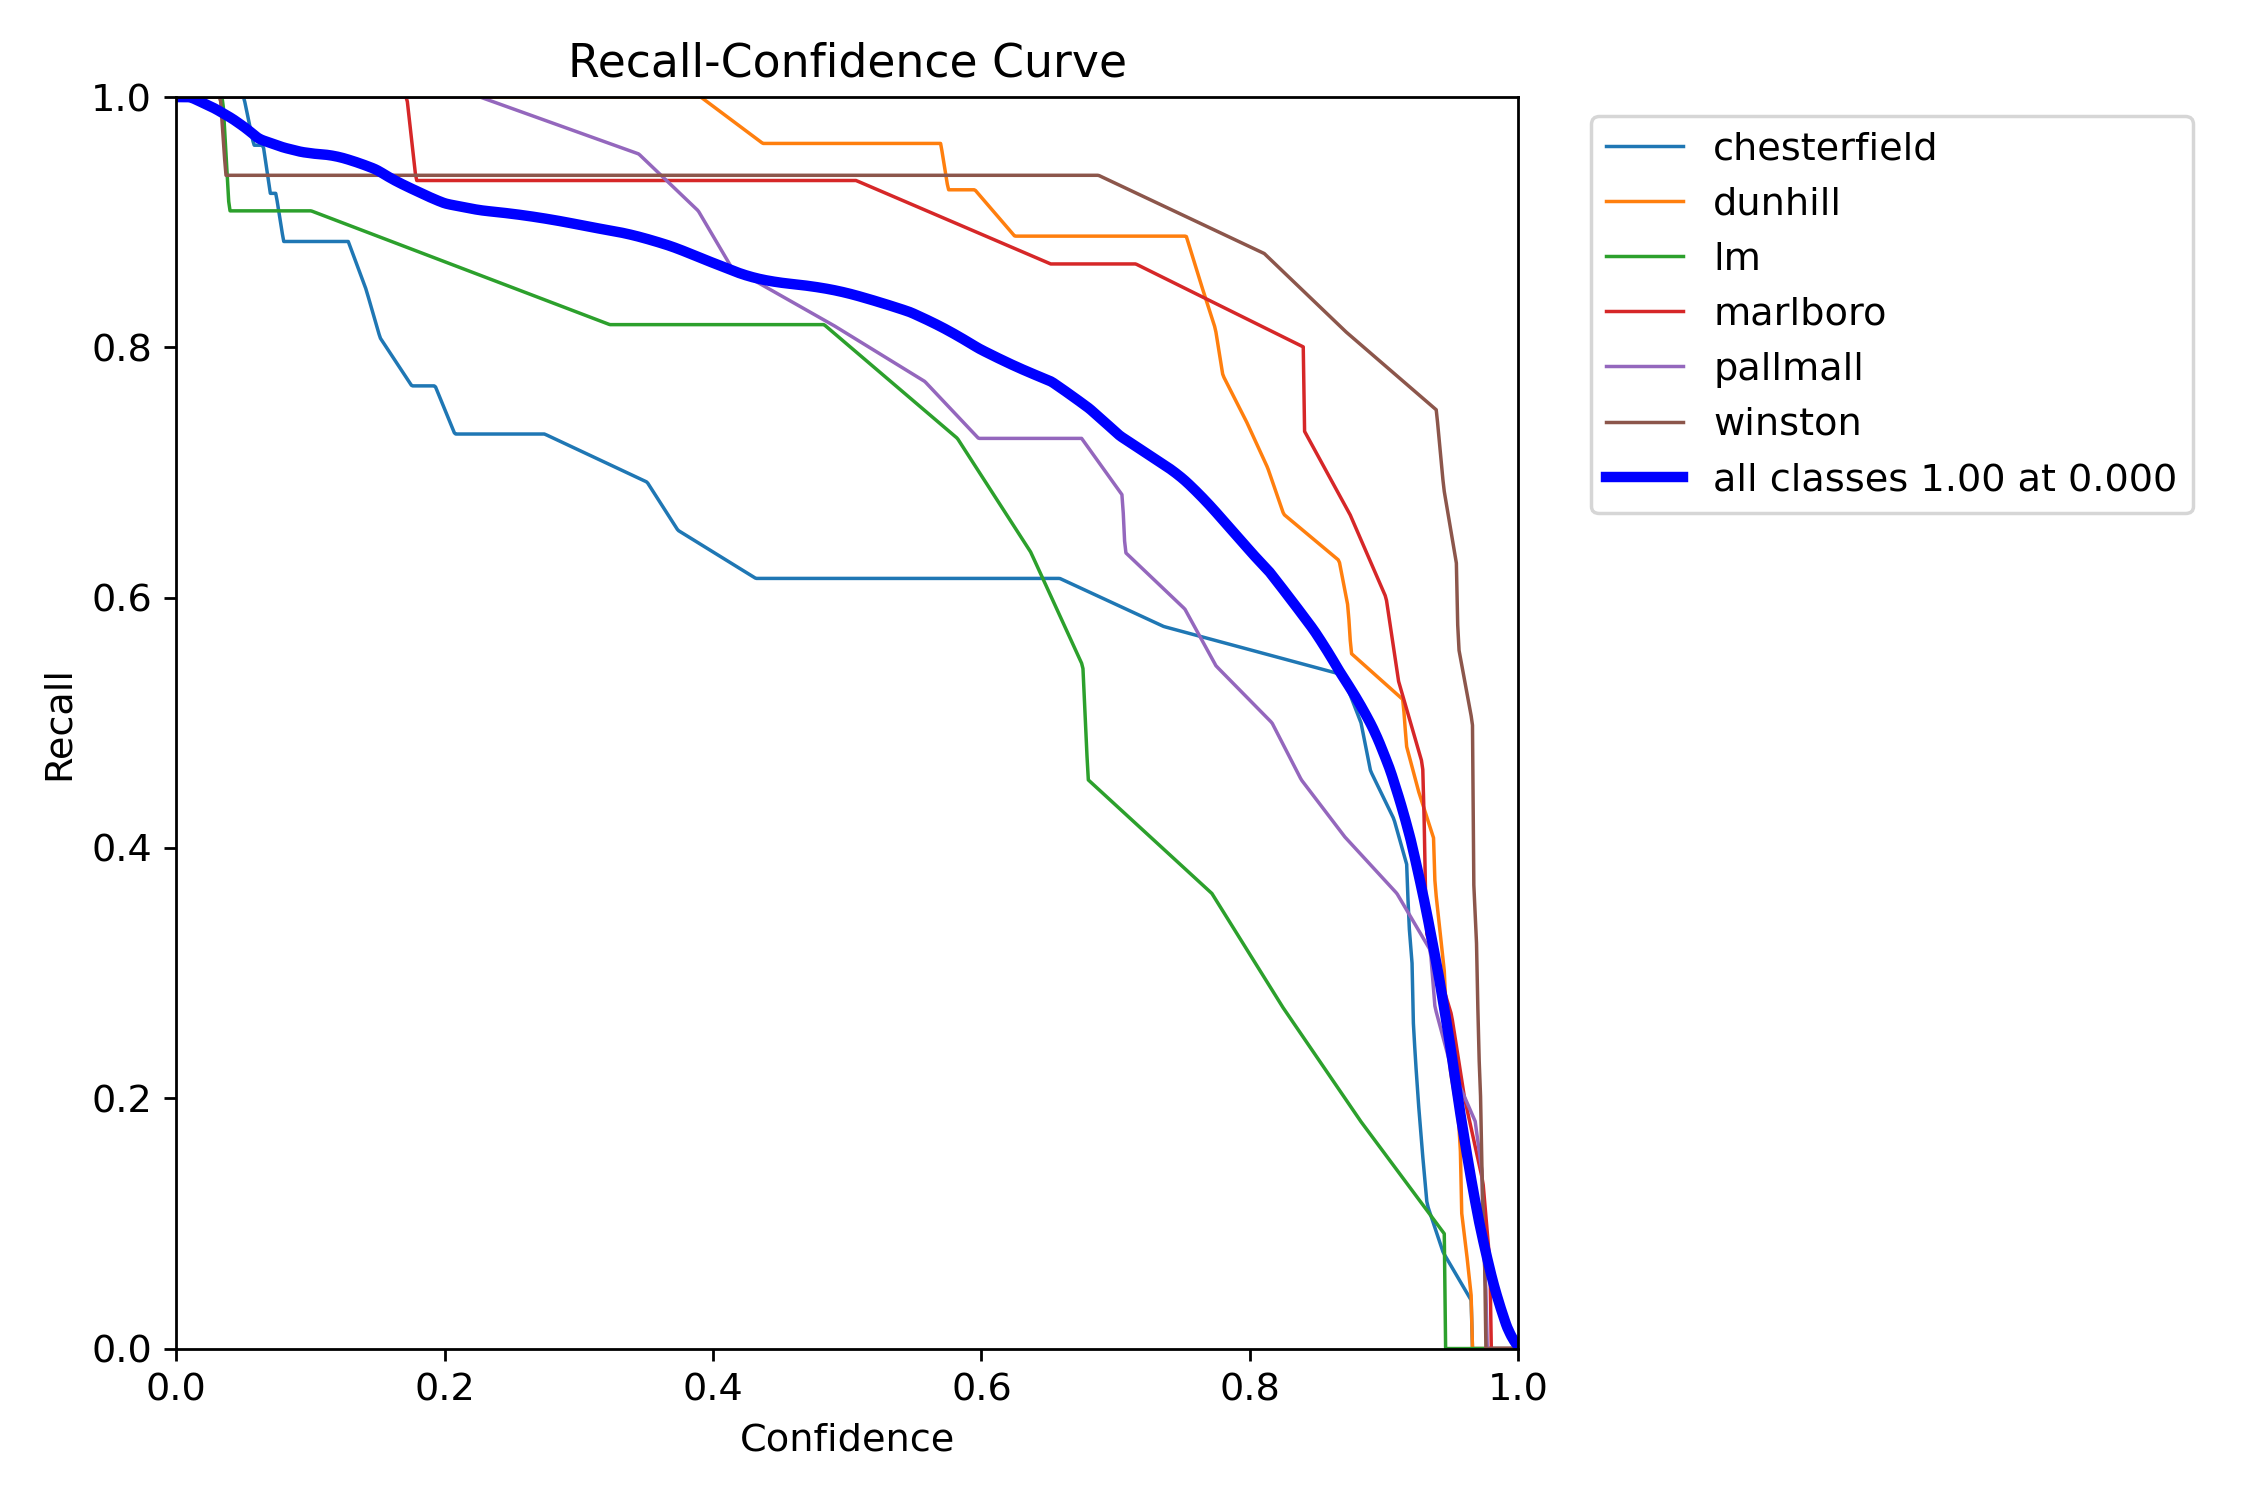 Recall-Confidence Curve
1.0
0.8
0.6
0.4
0.2
0.0
Recall
0.0 0.2 0.4 0.6 0.8 1.0
Confidence
chesterfield
dunhill
lm
marlboro
pallmall
winston
all classes 1.00 at 0.000